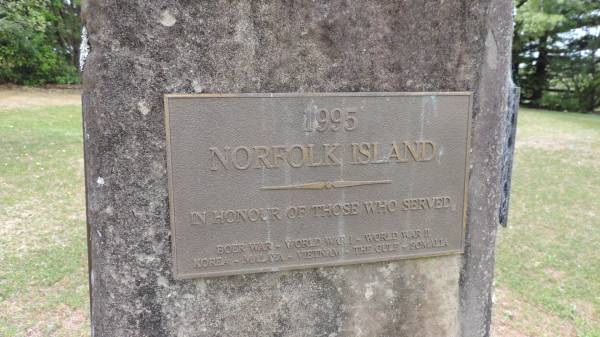 1995
NORFOLK ISLAND
IN HONOUR OF THOSE WHO SERVED
BOER WAR - WORLD WAR I - WORLD WAR II
KOREA - MALAYA - VIETNAM - THE GULF - SOMALIA